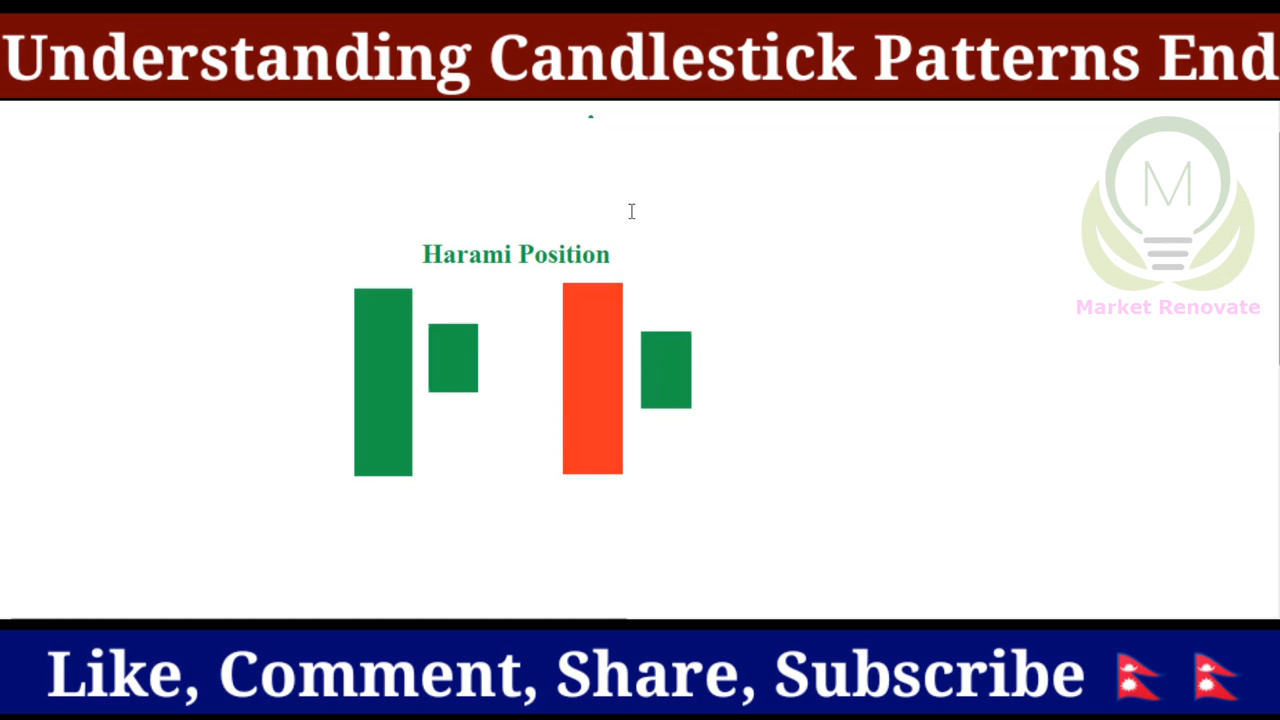 Understanding Candlestick Patterns End
M
Market Renovate
Harami Position
Like, Comment, Share, Subscribe 🇳🇵 🇳🇵